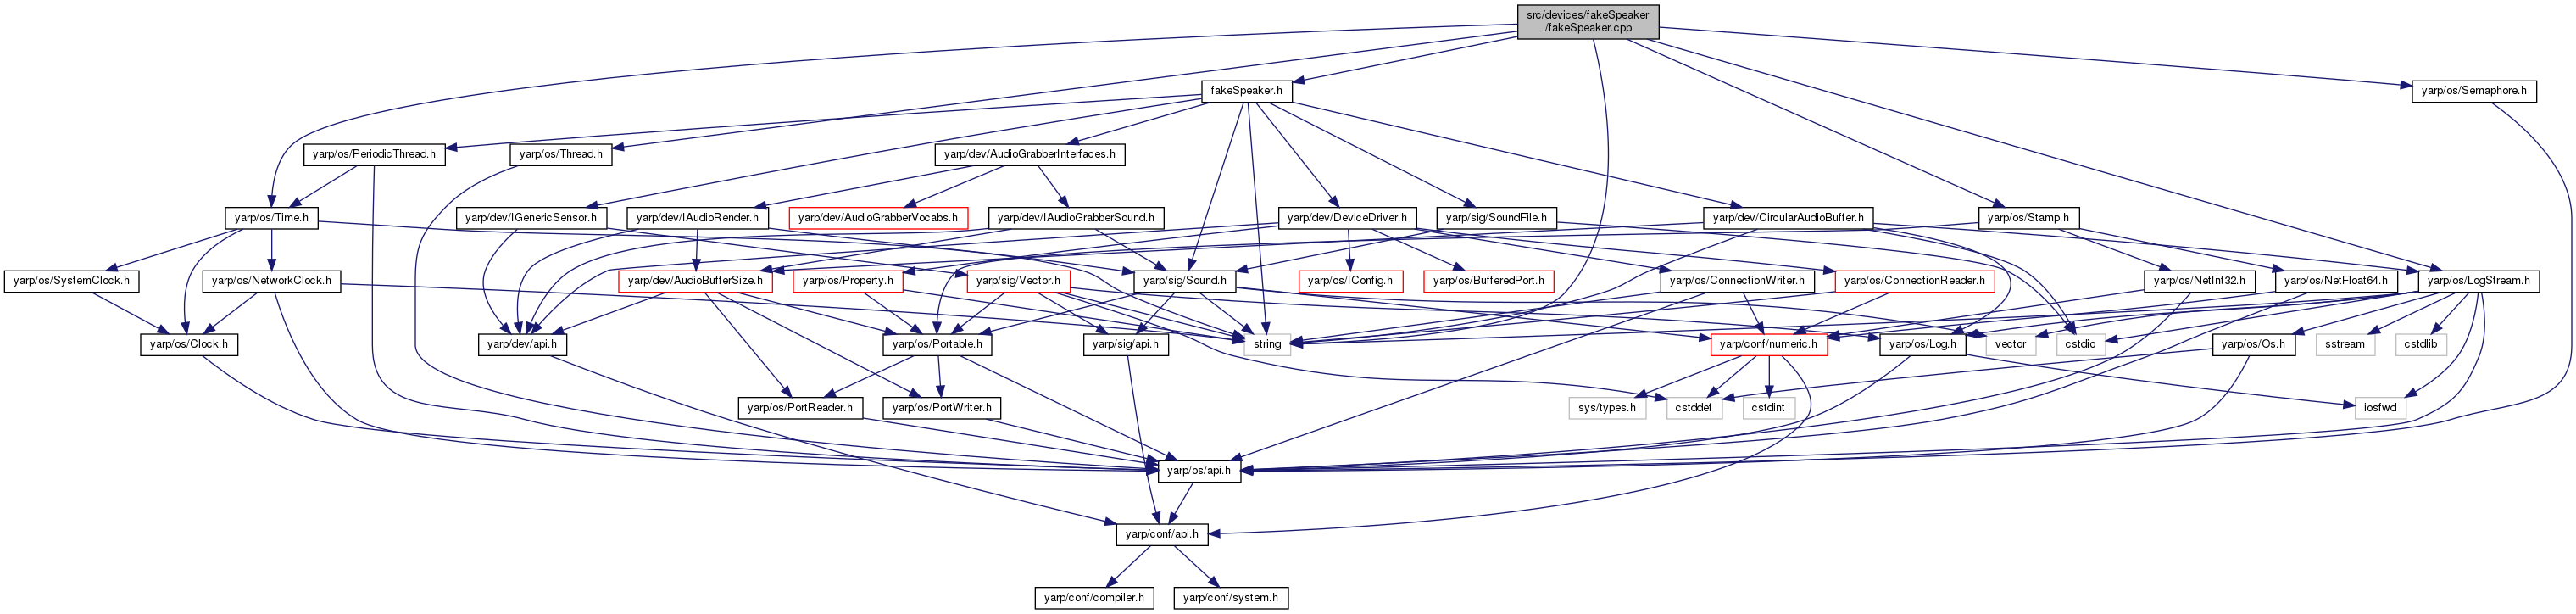 src/devices/fakeSpeaker
/fakeSpeaker.cpp
fakeSpeaker.h
yarp/os/Semaphore.h
yarp/os/PeriodicThread.h
yarp/os/Thread.h
yarp/dev/AudioGrabberInterfaces.h
yarp/os/Time.h
yarp/dev/IGenericSensor.h
yarp/dev/IAudioRender.h
yarp/dev/AudioGrabberVocabs.h
yarp/dev/IAudioGrabberSound.h
yarp/dev/DeviceDriver.h
yarp/sig/SoundFile.h
yarp/dev/CircularAudioBuffer.h
yarp/os/Stamp.h
yarp/os/SystemClock.h
yarp/os/NetworkClock.h
yarp/dev/AudioBufferSize.h
yarp/os/Property.h
yarp/sig/Vector.h
yarp/sig/Sound.h
yarp/os/IConfig.h
yarp/os/BufferedPort.h
yarp/os/ConnectionWriter.h
yarp/os/ConnectionReader.h
yarp/os/NetInt32.h
yarp/os/NetFloat64.h
yarp/os/LogStream.h
yarp/os/Clock.h
yarp/dev/api.h
yarp/os/Portable.h
yarp/sig/api.h
string
yarp/conf/numeric.h
yarp/os/Log.h
vector
cstdio
yarp/os/Os.h
sstream
cstdlib
yarp/os/PortReader.h
yarp/os/PortWriter.h
sys/types.h
cstddef
cstdint
iosfwd
yarp/os/api.h
yarp/conf/api.h
yarp/conf/compiler.h
yarp/conf/system.h